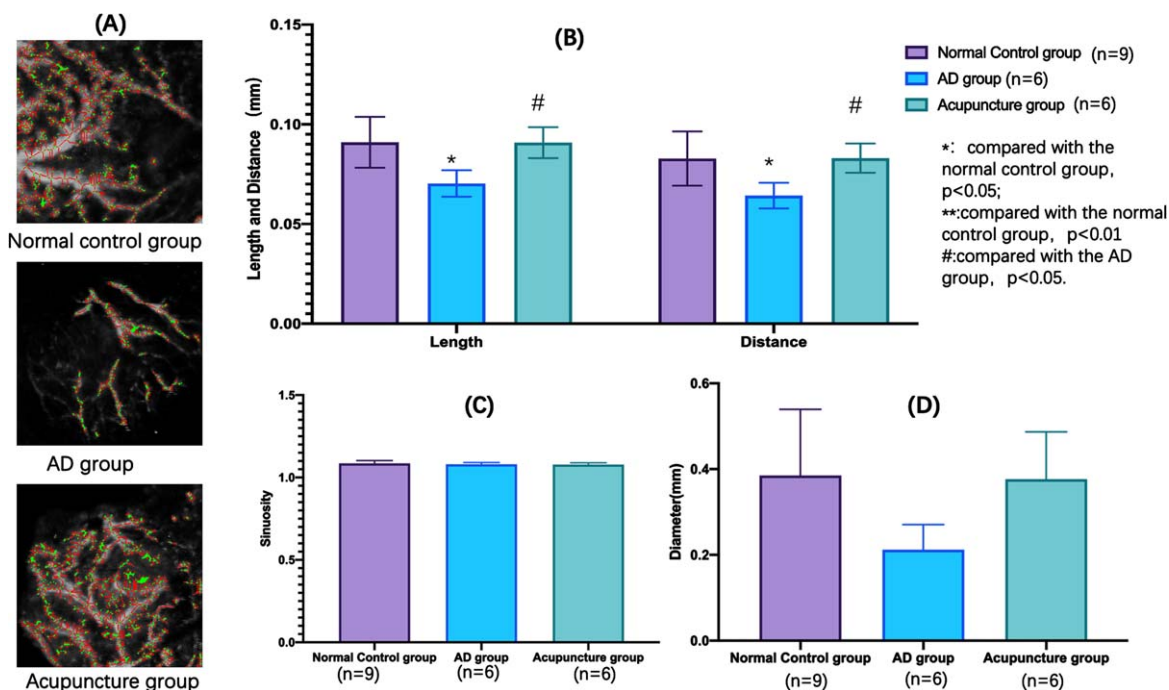 (A)
Normal control group
AD group
Acupuncture group
(B)
Length and Distance (mm)
0.15
0.10
0.05
0.00
*
#
*
#
Length
Distance
Normal Control group (n=9)
AD group (n=6)
Acupuncture group (n=6)
*: compared with the
normal control group,
p<0.05;
**:compared with the normal
control group, p<0.01
#:compared with the AD
group, p<0.05.
(C)
Sinuosity
1.5
1.0
0.5
0.0
Normal Control group
(n=9)
AD group
(n=6)
Acupuncture group
(n=6)
(D)
Diameter(mm)
0.6
0.4
0.2
0.0
Normal Control group
(n=9)
AD group
(n=6)
Acupuncture group
(n=6)